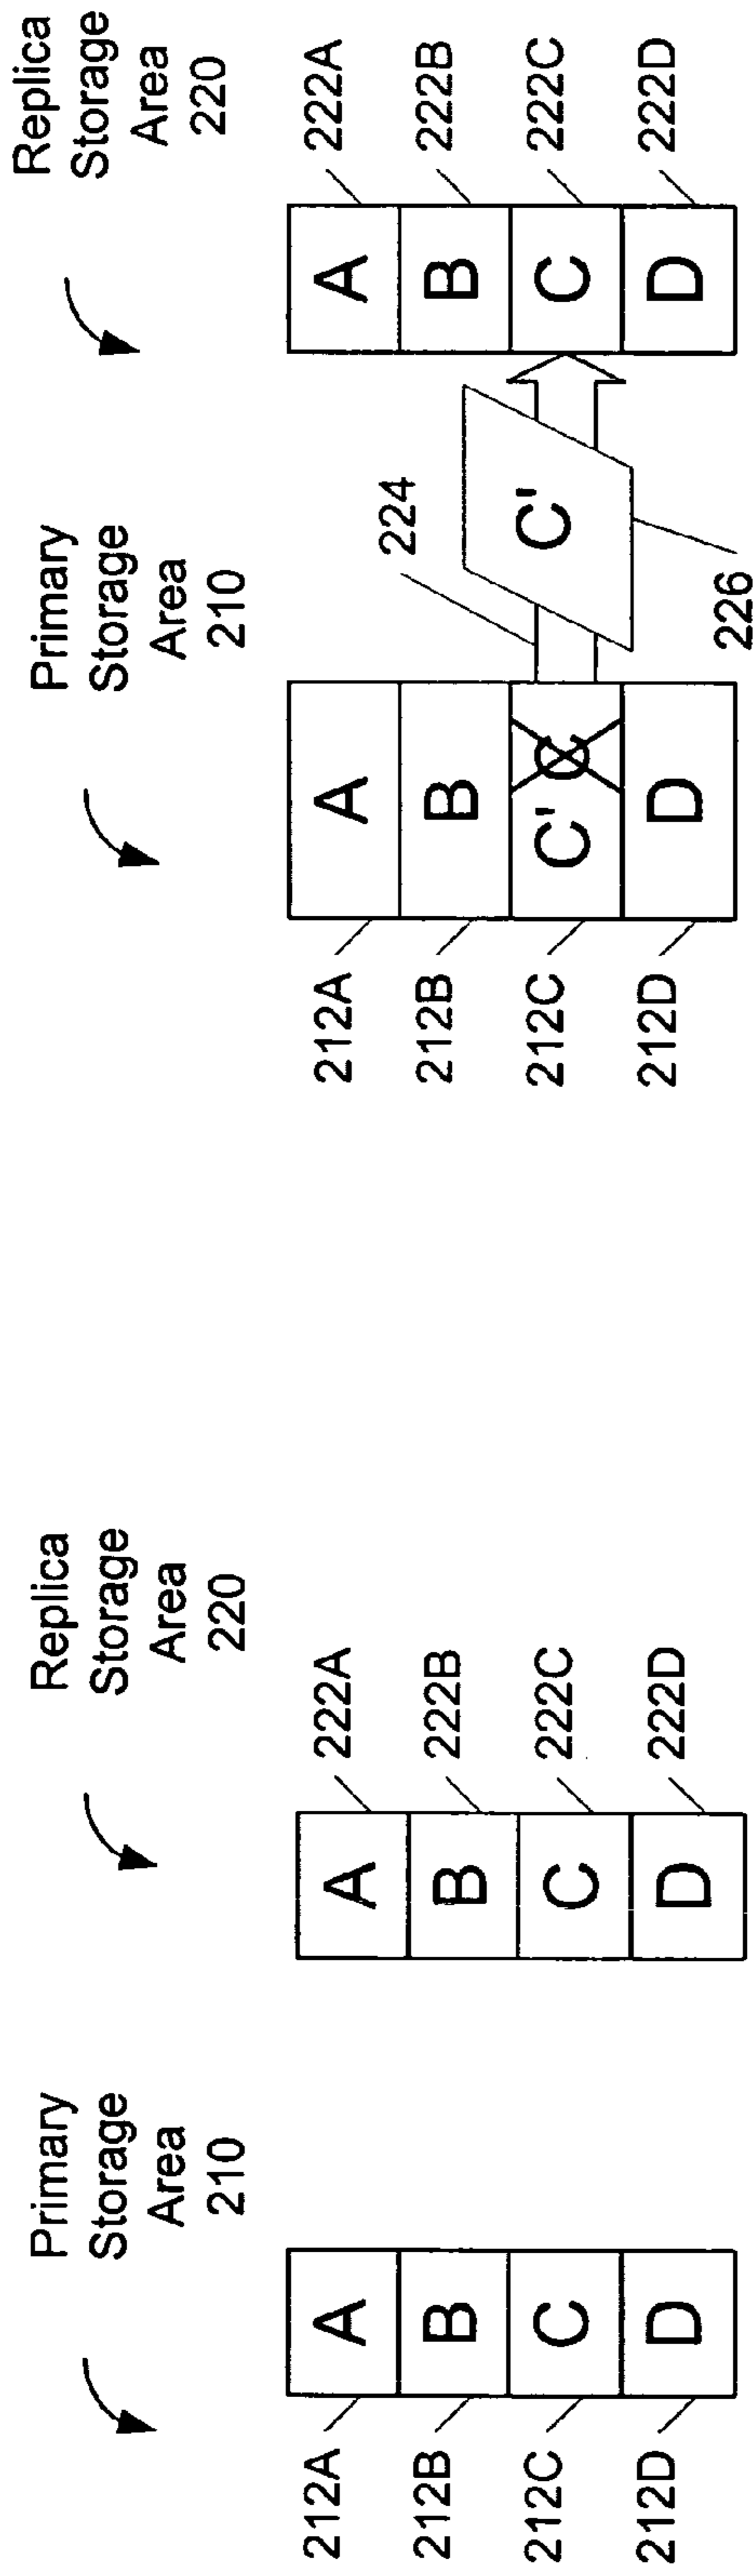 Primary
Storage
Area
210
Replica
Storage
Area
220
212A
A
A
222A
212B
B
B
222B
212C
C
C
222C
212D
D
D
222D
Primary
Storage
Area
210
Replica
Storage
Area
220
224
212A
A
A
222A
212B
B
B
222B
212C
C' C
C'
C
222C
212D
D
D
222D
226